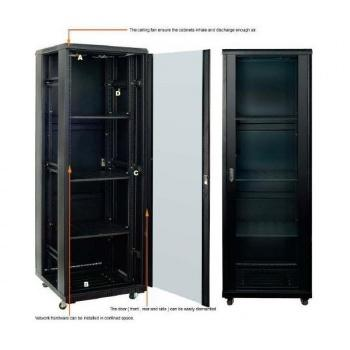 The ceiling fan ensure the cabinets inhale and discharge enough air.
A
D
C
B
The door ( front , rear and side ) can be easily dismantled
Network hardware can be installed in confined space.